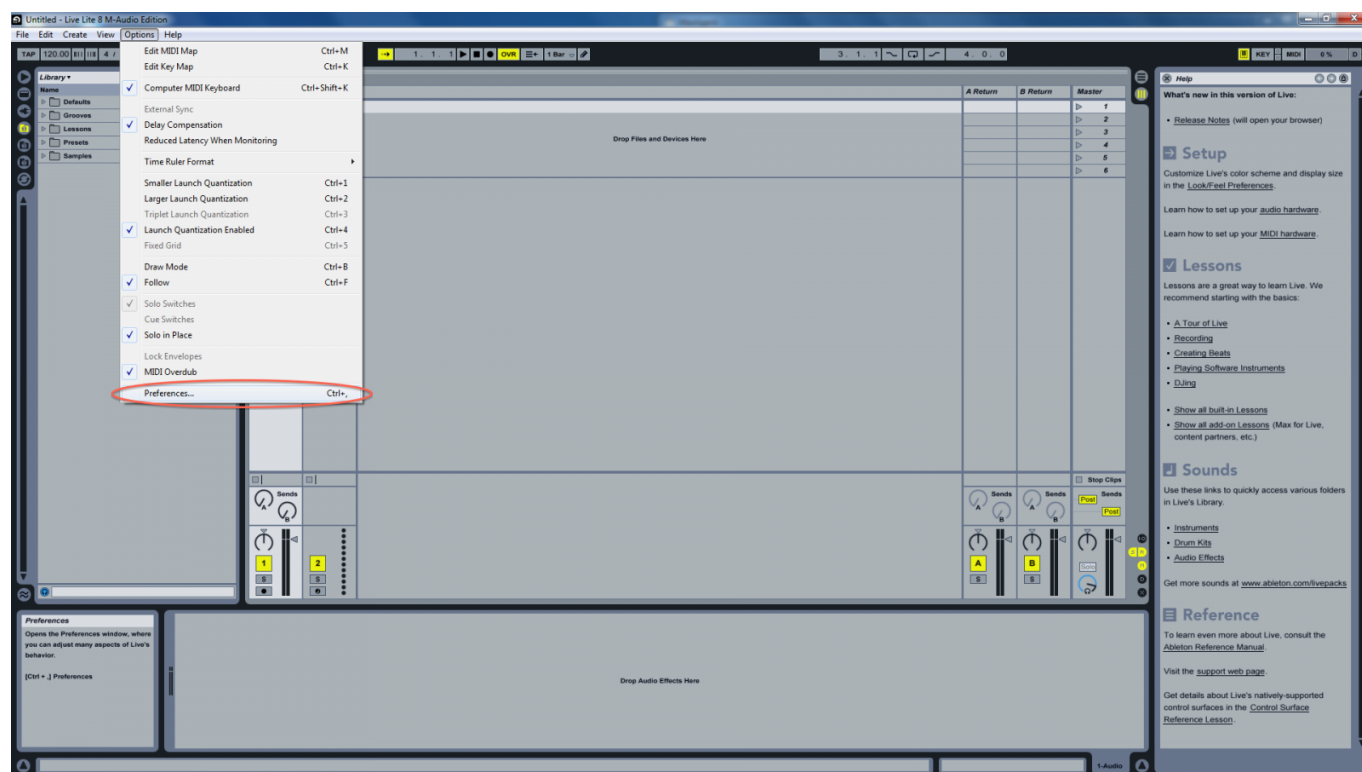 Untitled - Live Lite 8 M-Audio Edition
File Edit Create View Options Help
TAP 120.00 4 / 1. 1. 1 OVR 1 Bar 3. 1. 1 4. 0. 0 KEY MIDI 0 % D
Library
Name
Defaults
Grooves
Lessons
Presets
Samples
Edit MIDI Map Ctrl+M
Edit Key Map Ctrl+K
Computer MIDI Keyboard Ctrl+Shift+K
External Sync
Delay Compensation
Reduced Latency When Monitoring
Time Ruler Format
Smaller Launch Quantization Ctrl+1
Larger Launch Quantization Ctrl+2
Triplet Launch Quantization Ctrl+3
Launch Quantization Enabled Ctrl+4
Fixed Grid Ctrl+5
Draw Mode Ctrl+B
Follow Ctrl+F
Solo Switches
Cue Switches
Solo in Place
Lock Envelopes
MIDI Overdub
Preferences... Ctrl+,
Drop Files and Devices Here
A Return B Return Master
1
2
3
4
5
6
Stop Clips
Sends Sends Sends Sends
A B A B A B Post
Post
1 2 A B Solo
S S S S
Preferences
Opens the Preferences window, where
you can adjust many aspects of Live's
behavior.
[Ctrl + ,] Preferences
Drop Audio Effects Here
1-Audio
Help
What's new in this version of Live:
• Release Notes (will open your browser)
Setup
Customize Live's color scheme and display size
in the Look/Feel Preferences.
Learn how to set up your audio hardware.
Learn how to set up your MIDI hardware.
Lessons
Lessons are a great way to learn Live. We
recommend starting with the basics:
• A Tour of Live
• Recording
• Creating Beats
• Playing Software Instruments
• DJing
• Show all built-in Lessons
• Show all add-on Lessons (Max for Live,
content partners, etc.)
Sounds
Use these links to quickly access various folders
in Live's Library.
• Instruments
• Drum Kits
• Audio Effects
Get more sounds at www.ableton.com/livepacks
Reference
To learn even more about Live, consult the
Ableton Reference Manual.
Visit the support web page.
Get details about Live's natively-supported
control surfaces in the Control Surface
Reference Lesson.